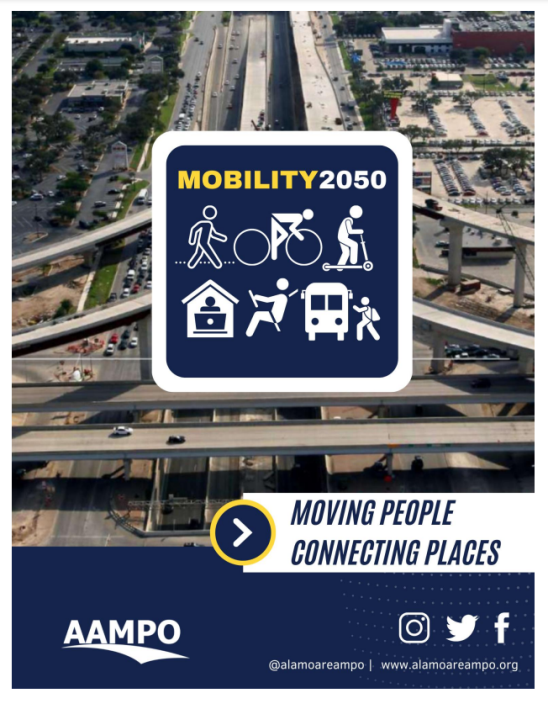 MOBILITY2050
MOVING PEOPLE
CONNECTING PLACES
AAMPO
@alamoareampo | www.alamoareampo.org